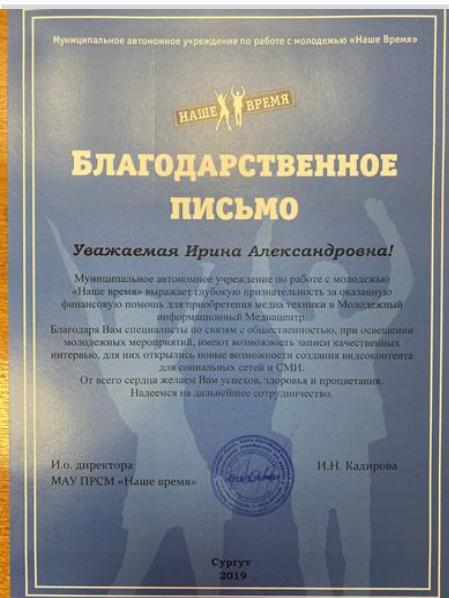 Муниципальное автономное учреждение по работе с молодежью «Наше Время»
НАШЕ ВРЕМЯ
БЛАГОДАРСТВЕННОЕ
ПИСЬМО
Уважаемая Ирина Александровна!
Муниципальное автономное учреждение по работе с молодежью
«Наше время» выражает глубокую признательность за оказанную
финансовую помощь для приобретения медиа техники в Молодежный
информационный Медиацентр.
Благодаря Вам специалисты по связям с общественностью, при освещении
молодежных мероприятий, имеют возможность записи качественных
интервью, для них открылись новые возможности создания видеоконтента
для социальных сетей и СМИ.
От всего сердца желаем Вам успехов, здоровья и процветания.
Надеемся на дальнейшее сотрудничество.
И.о. директора
МАУ ПРСМ «Наше время»
И.Н. Кадирова
Сургут
2019